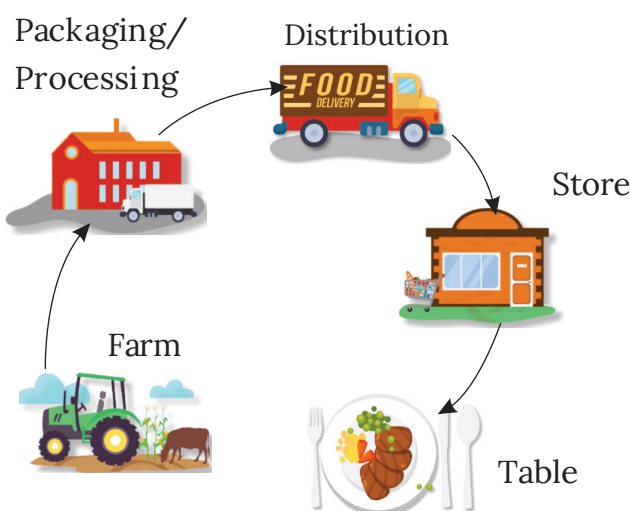 Packaging/
Processing
Distribution
FOOD
DELIVERY
Store
Farm
Table